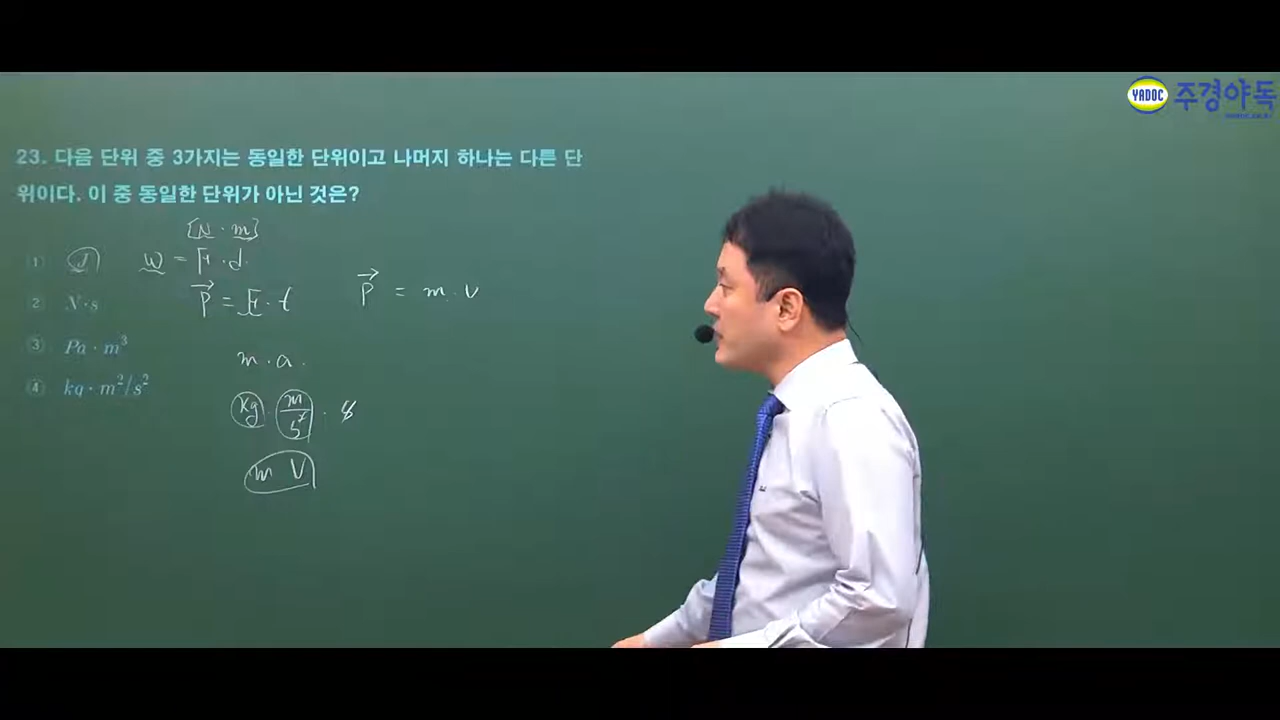 YADOC 주경야독
23. 다음 단위 중 3가지는 동일한 단위이고 나머지 하나는 다른 단
위이다. 이 중 동일한 단위가 아닌 것은?
[N · m]
① J
W = F · d
② N·s
P = F · t
P = m · v
③ Pa · m³
m · a
④ kg · m²/s²
kg · m/s² · s
m V